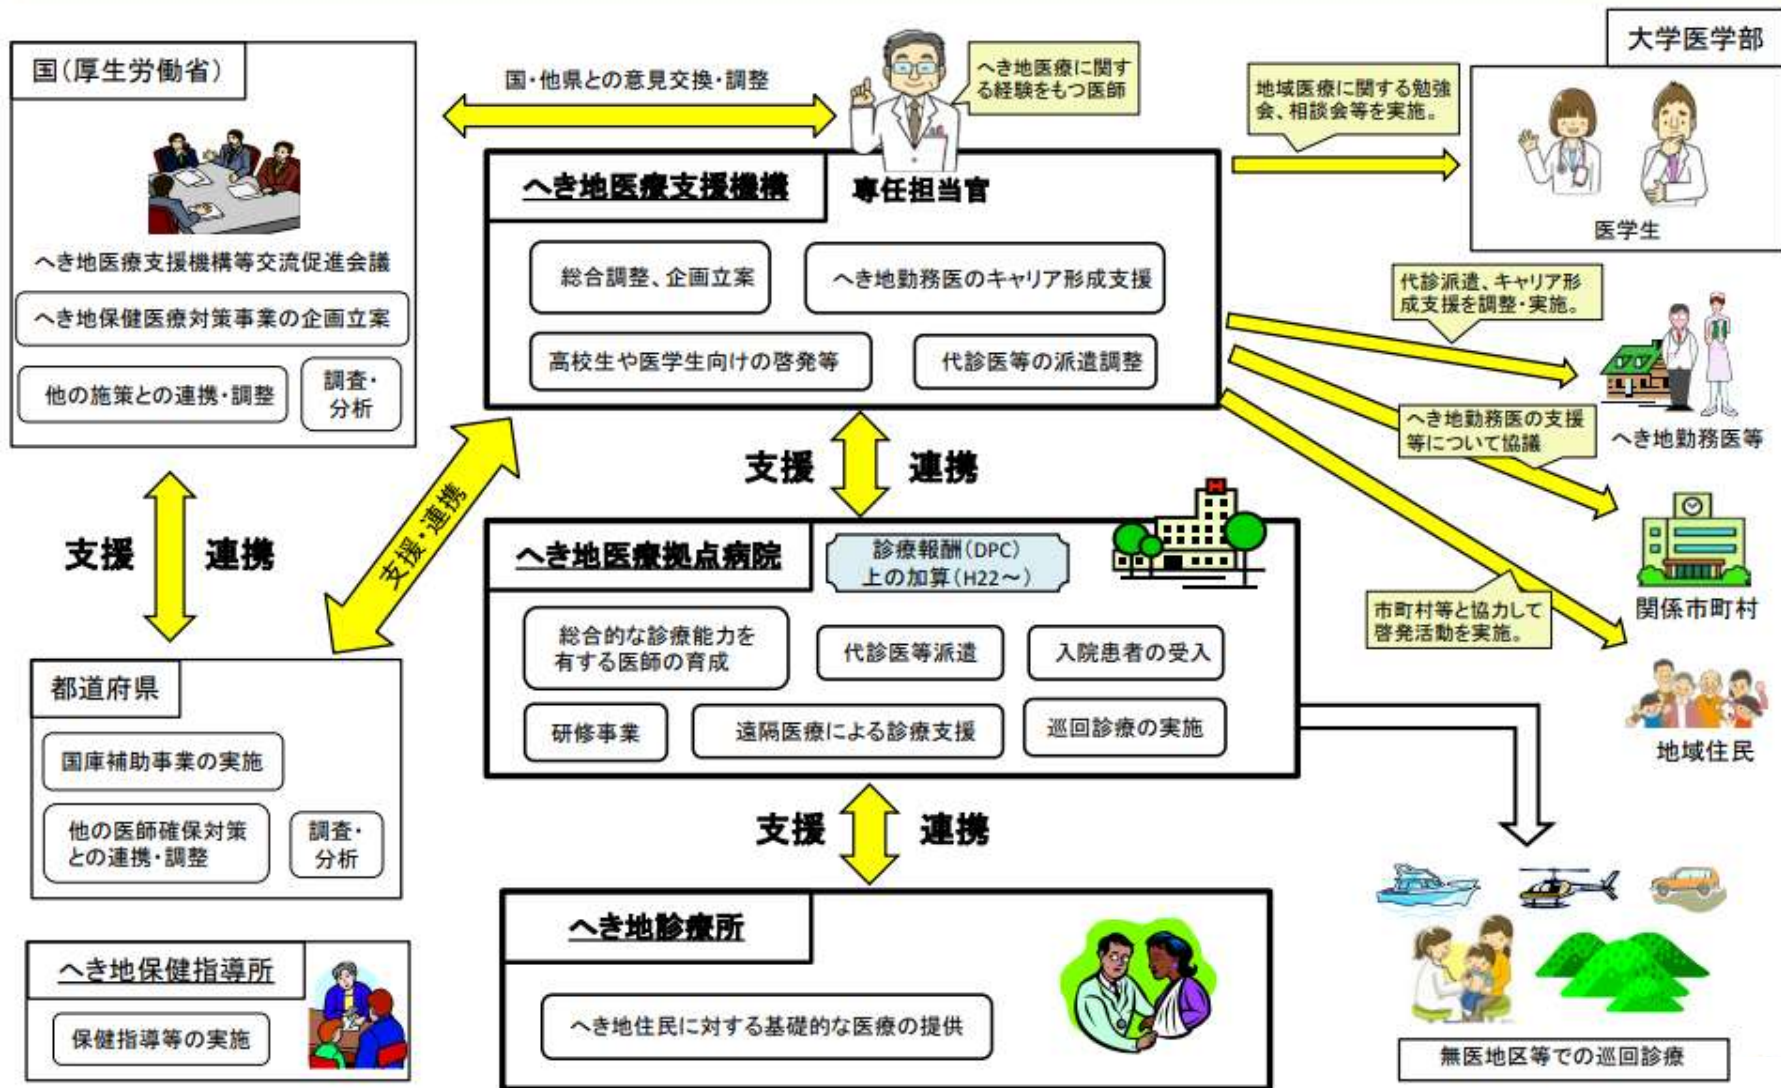 国(厚生労働省)
へき地医療支援機構等交流促進会議
へき地保健医療対策事業の企画立案
他の施策との連携・調整
調査・
分析
国・他県との意見交換・調整
へき地医療に関す
る経験をもつ医師
へき地医療支援機構
専任担当官
総合調整、企画立案
へき地勤務医のキャリア形成支援
高校生や医学生向けの啓発等
代診医等の派遣調整
大学医学部
地域医療に関する勉強
会、相談会等を実施。
医学生
代診派遣、キャリア形
成支援を調整・実施。
へき地勤務医等
へき地勤務医の支援
等について協議
関係市町村
市町村等と協力して
啓発活動を実施。
地域住民
支援 連携
支援・連携
支援 連携
へき地医療拠点病院
診療報酬(DPC)
上の加算(H22～)
H
総合的な診療能力を
有する医師の育成
代診医等派遣
入院患者の受入
研修事業
遠隔医療による診療支援
巡回診療の実施
都道府県
国庫補助事業の実施
他の医師確保対策
との連携・調整
調査・
分析
支援 連携
へき地診療所
へき地住民に対する基礎的な医療の提供
へき地保健指導所
保健指導等の実施
無医地区等での巡回診療